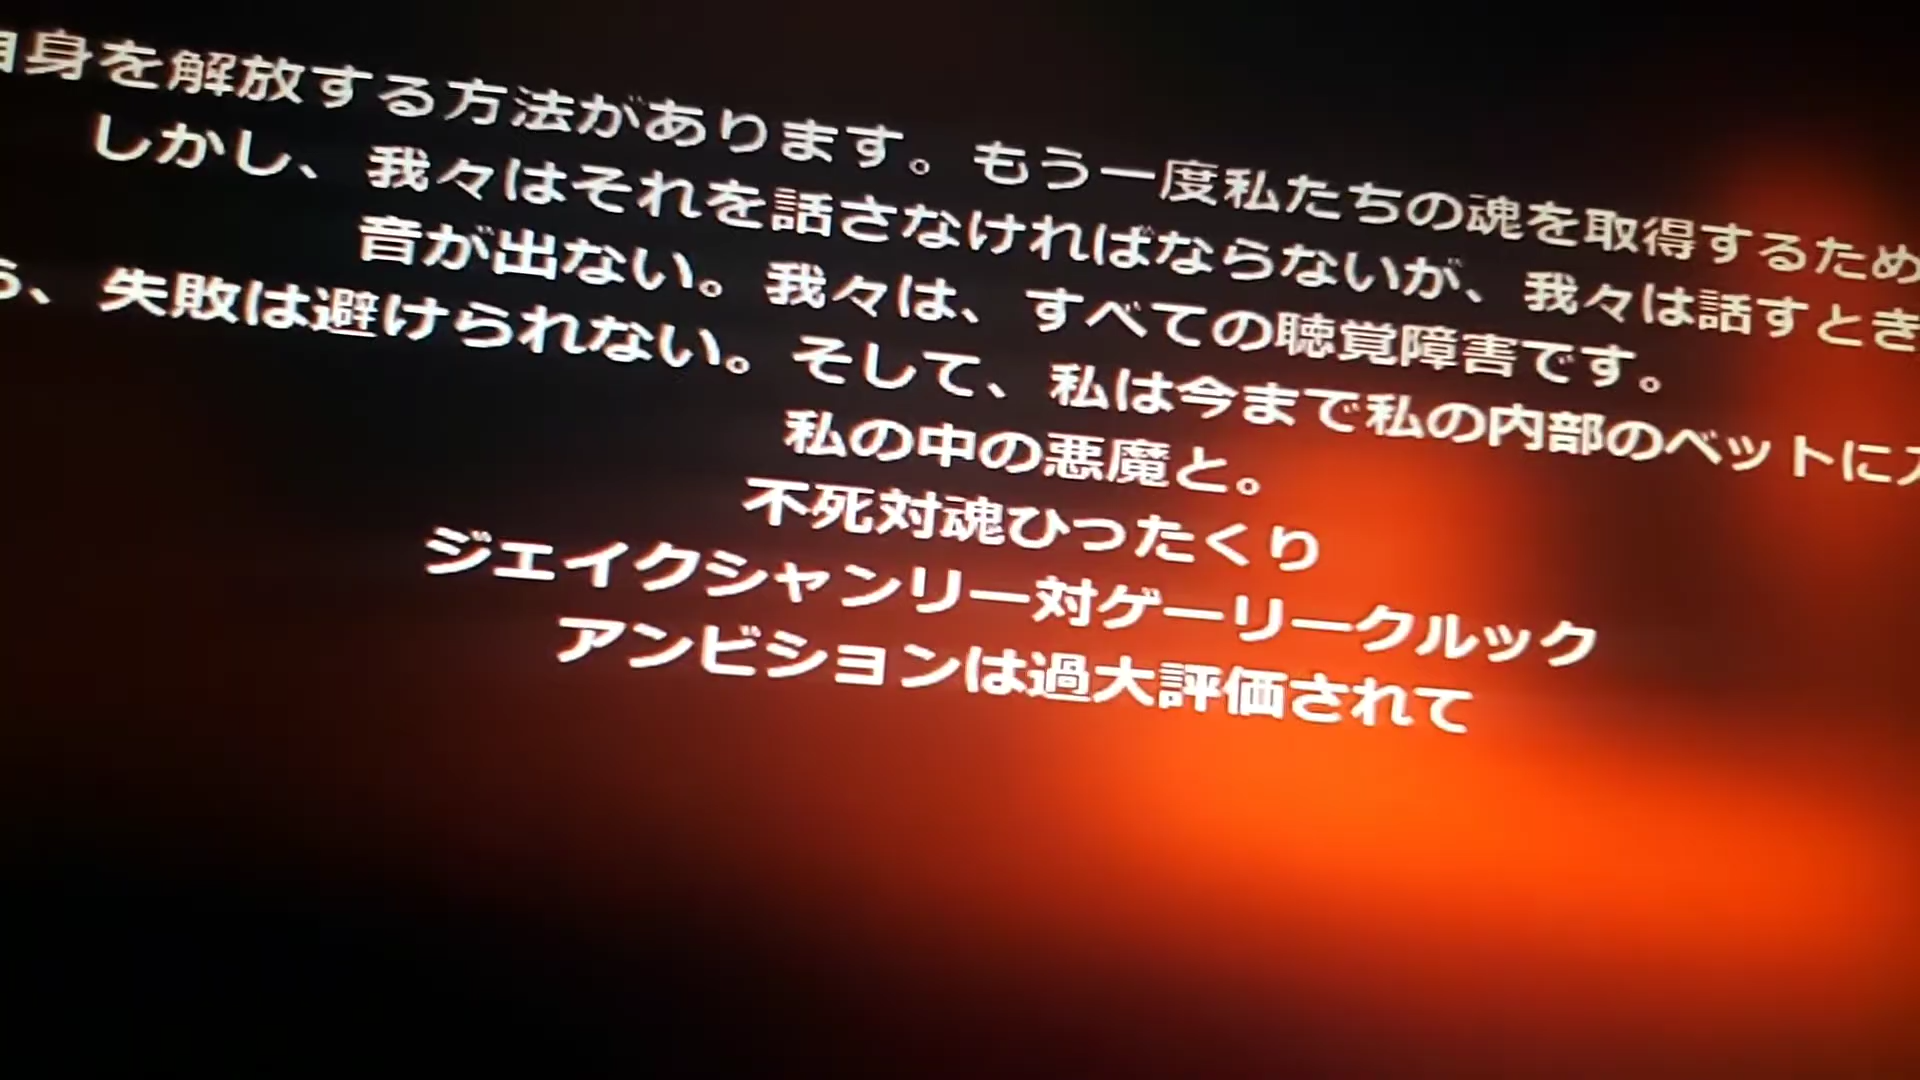 自身を解放する方法があります。もう一度私たちの魂を取得するため
しかし、我々はそれを話さなければならないが、我々は話すとき
音が出ない。我々は、すべての聴覚障害です。
ら、失敗は避けられない。そして、私は今まで私の内部のベットに
私の中の悪魔と。
不死対魂ひったくり
ジェイクシャンリー対ゲーリークルック
アンビションは過大評価されて